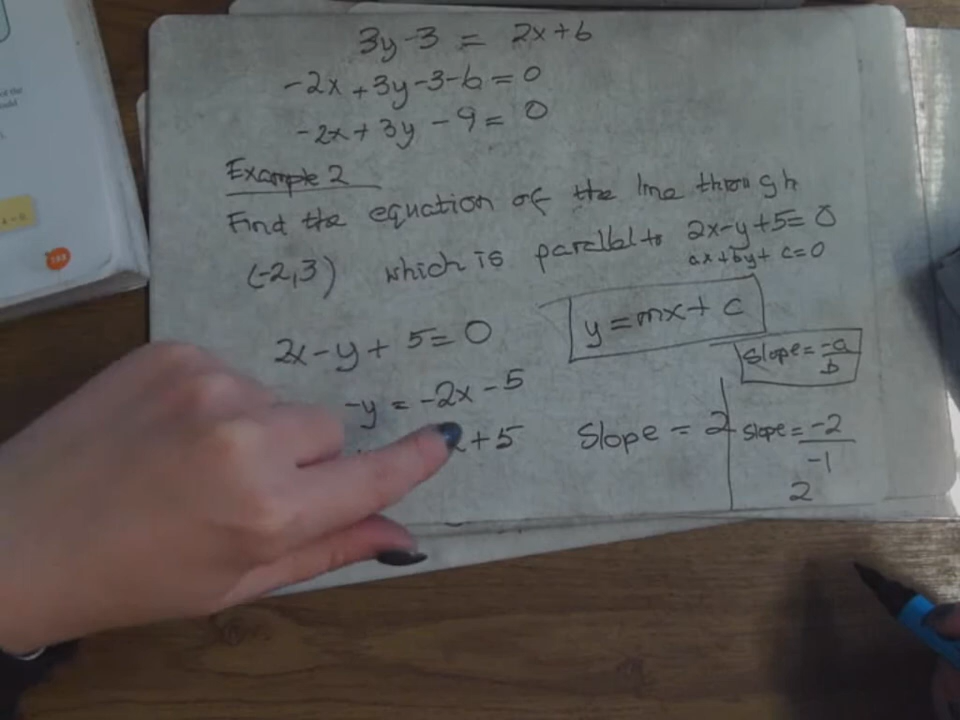 3y-3 = 2x+6
-2x+3y-3-6=0
-2x+3y-9=0
Example 2
Find the equation of the line through
(-2,3) which is parallel to 2x-y+5=0
ax+by+c=0
2x-y+5=0
y=mx+c
Slope=-a/b
-y=-2x-5
+5
Slope=2
Slope=-2/-1
2